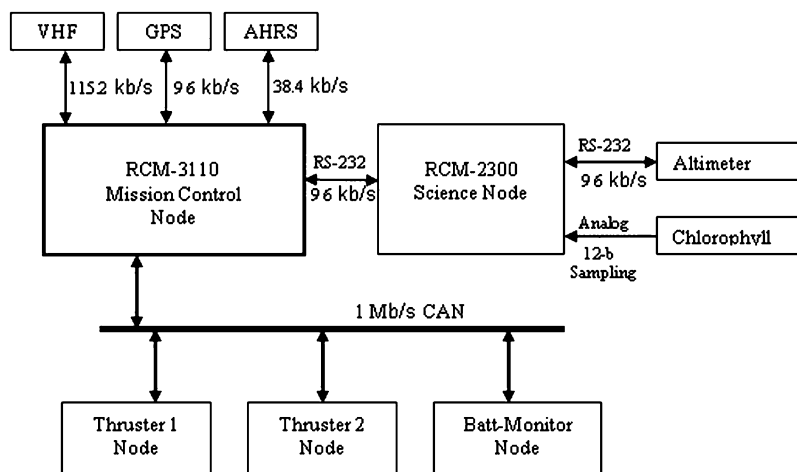 VHF
GPS
AHRS
115.2 kb/s
96 kb/s
38.4 kb/s
RCM-3110
Mission Control
Node
RS-232
96 kb/s
RCM-2300
Science Node
RS-232
96 kb/s
Altimeter
Analog
12-b
Sampling
Chlorophyll
1 Mb/s CAN
Thruster 1
Node
Thruster 2
Node
Batt-Monitor
Node